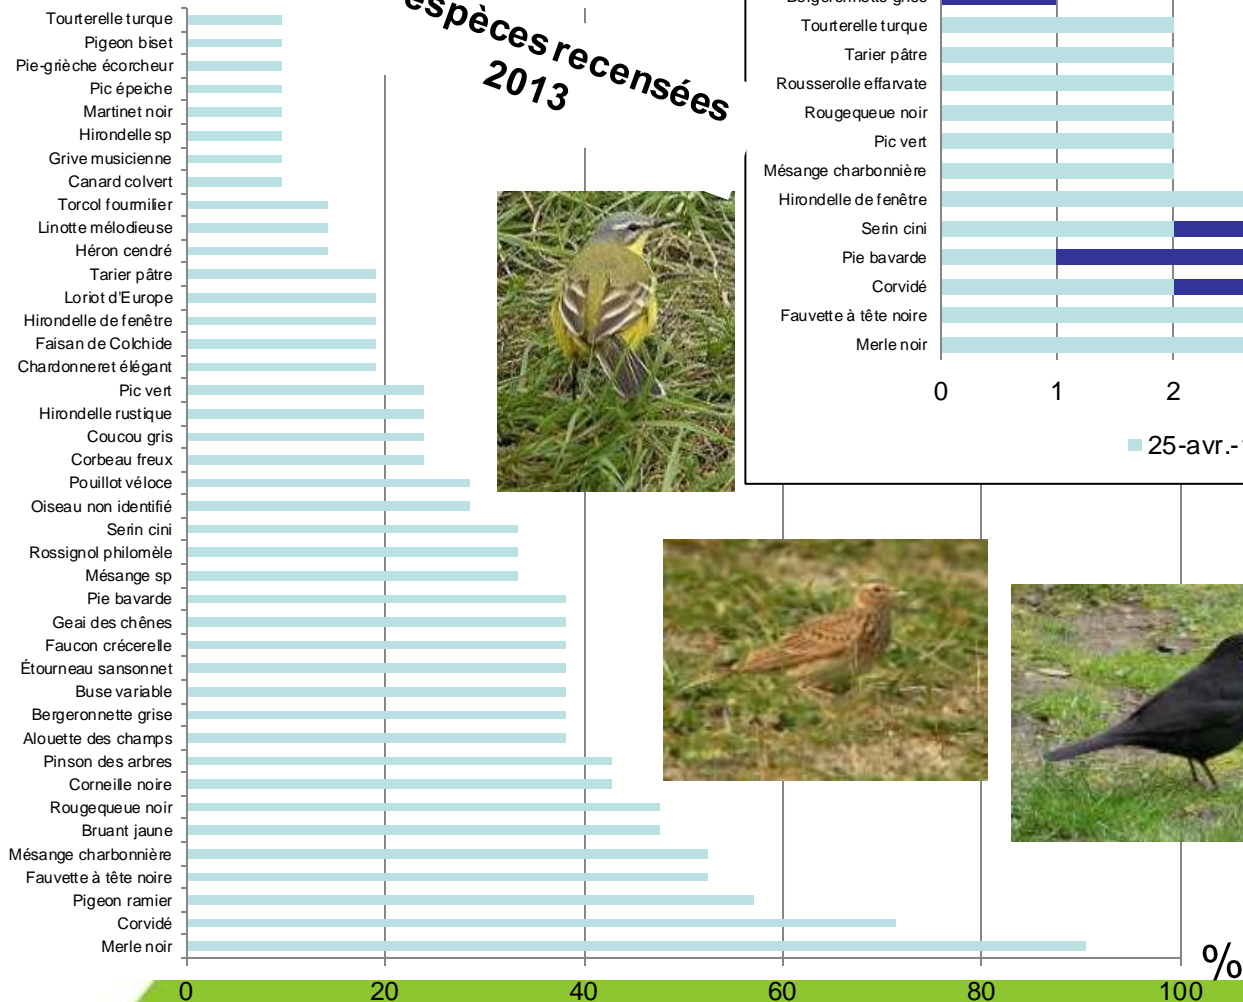 Tourterelle turque
Pigeon biset
Pie-grièche écorcheur
Pic épeiche
Martinet noir
Hirondelle sp
Grive musicienne
Canard colvert
Torcol fourmilier
Linotte mélodieuse
Héron cendré
Tarier pâtre
Loriot d'Europe
Hirondelle de fenêtre
Faisan de Colchide
Chardonneret élégant
Pic vert
Hirondelle rustique
Coucou gris
Corbeau freux
Pouillot véloce
Oiseau non identifié
Serin cini
Rossignol philomèle
Mésange sp
Pie bavarde
Geai des chênes
Faucon crécerelle
Étourneau sansonnet
Buse variable
Bergeronnette grise
Alouette des champs
Pinson des arbres
Corneille noire
Rougequeue noir
Bruant jaune
Mésange charbonnière
Fauvette à tête noire
Pigeon ramier
Corvidé
Merle noir
0 20 40 60 80 100
%
espèces recensées
2013
Bergeronnette grise
Tourterelle turque
Tarier pâtre
Rousserolle effarvate
Rougequeue noir
Pic vert
Mésange charbonnière
Hirondelle de fenêtre
Serin cini
Pie bavarde
Corvidé
Fauvette à tête noire
Merle noir
0 1 2
25-avr.-